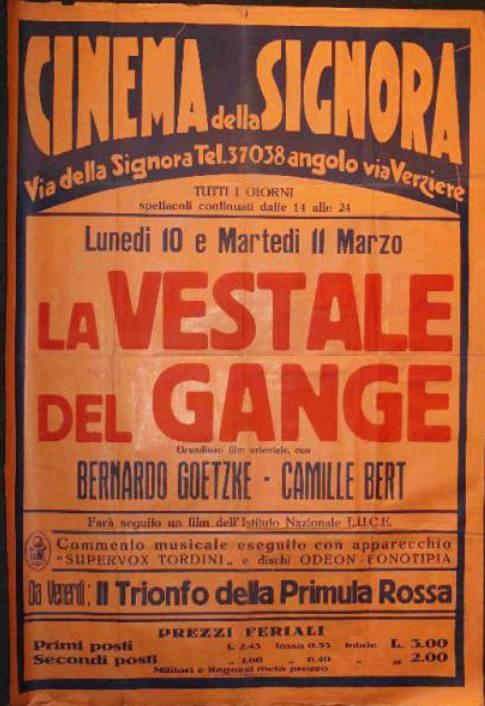 CINEMA della SIGNORA
Via della Signora Tel. 37038 angolo via Verziere
TUTTI I GIORNI
spettacoli continuati dalle 14 alle 24
Lunedì 10 e Martedì 11 Marzo
LA VESTALE
DEL GANGE
Grandioso film orientale, con
BERNARDO GOETZKE - CAMILLE BERT
Farà seguito un film dell'Istituto Nazionale L.U.C.E.
Commento musicale eseguito con apparecchio
"SUPERVOX TORDINI" e dischi ODEON-FONOTIPIA
Da Venerdì: Il Trionfo della Primula Rossa
PREZZI FERIALI
Primi posti L. 2.45 tassa 0.55 totale L. 3.00
Secondi posti „ 1.60 „ 0.40 „ „ 2.00
Militari e Ragazzi metà prezzo